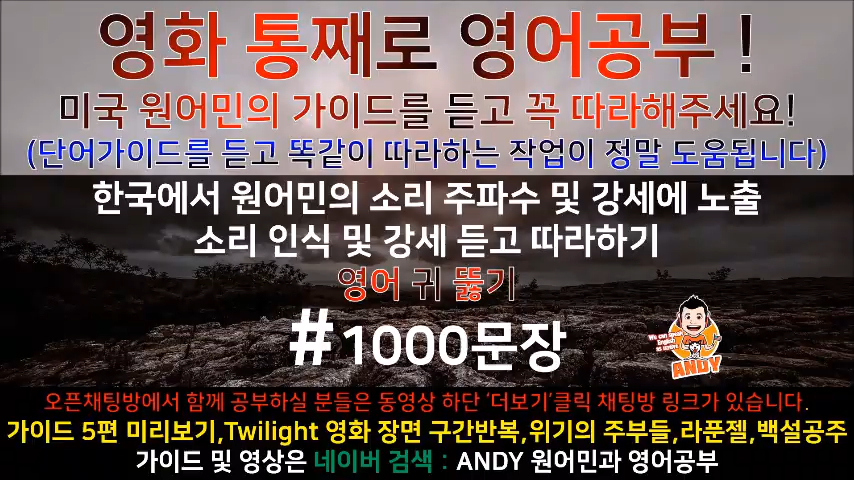 영화 통째로 영어공부 !
미국 원어민의 가이드를 듣고 꼭 따라해주세요!
(단어가이드를 듣고 똑같이 따라하는 작업이 정말 도움됩니다)
한국에서 원어민의 소리 주파수 및 강세에 노출
소리 인식 및 강세 듣고 따라하기
영어 귀 뚫기
#1000문장
We can speak
English
as native
ANDY
오픈채팅방에서 함께 공부하실 분들은 동영상 하단 '더보기'클릭 채팅방 링크가 있습니다.
가이드 5편 미리보기,Twilight 영화 장면 구간반복,위기의 주부들,라푼젤,백설공주
가이드 및 영상은 네이버 검색 : ANDY 원어민과 영어공부